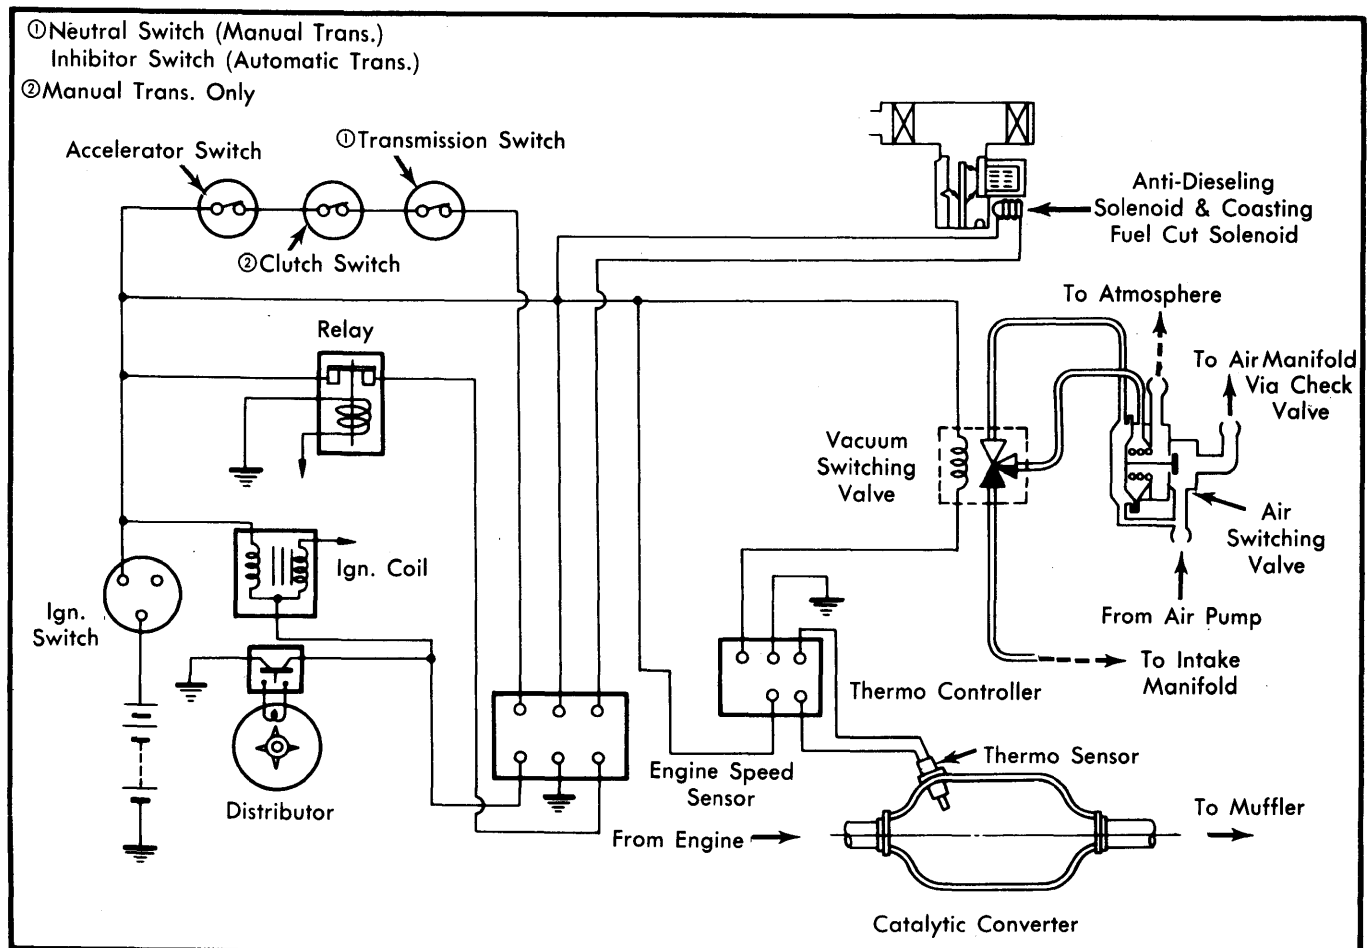 ①Neutral Switch (Manual Trans.)
Inhibitor Switch (Automatic Trans.)
②Manual Trans. Only
Accelerator Switch
①Transmission Switch
②Clutch Switch
Anti-Dieseling
Solenoid & Coasting
Fuel Cut Solenoid
To Atmosphere
Relay
To Air Manifold
Via Check
Valve
Vacuum
Switching
Valve
Air
Switching
Valve
Ign. Coil
Ign.
Switch
From Air Pump
To Intake
Manifold
Thermo Controller
Engine Speed
Sensor
Thermo Sensor
Distributor
From Engine
To Muffler
Catalytic Converter